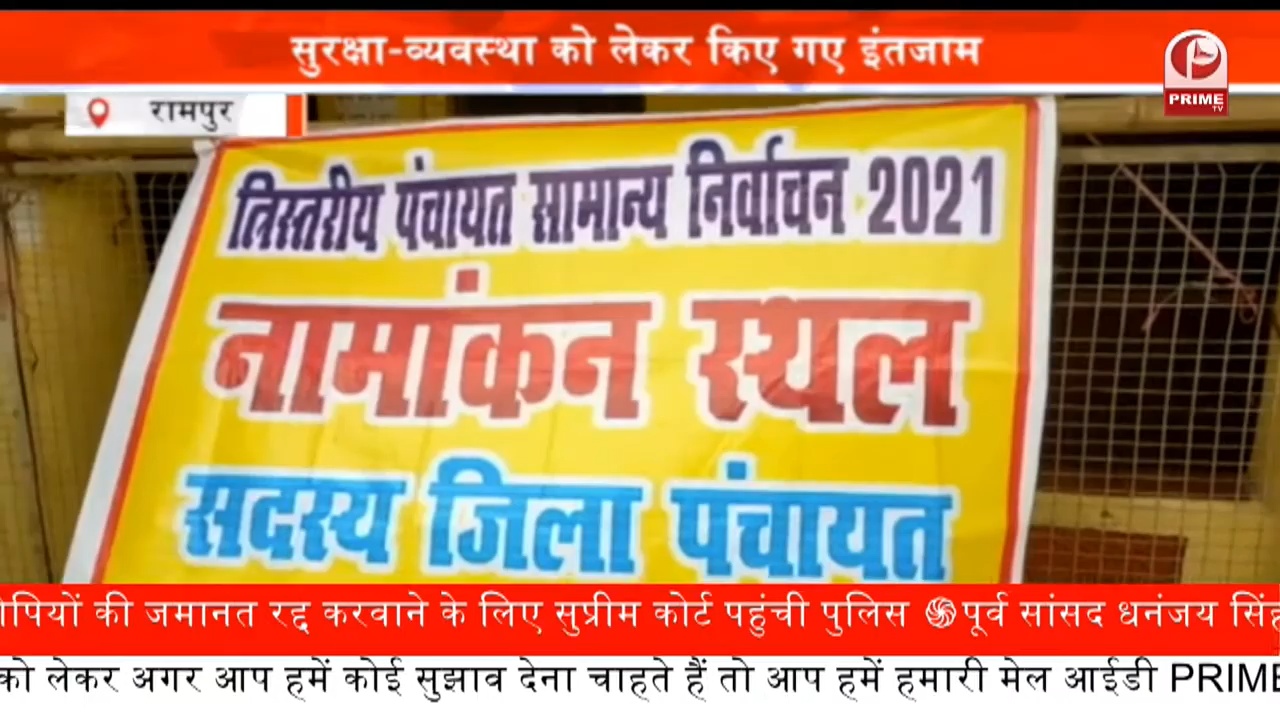 सुरक्षा-व्यवस्था को लेकर किए गए इंतजाम
PRIME
TV
रामपुर
त्रिस्तरीय पंचायत सामान्य निर्वाचन 2021
नामांकन स्थल
सदस्य जिला पंचायत
की जमानत रद्द करवाने के लिए सुप्रीम कोर्ट पहुंची पुलिस पूर्व सांसद धनंजय सिंह
को लेकर अगर आप हमें कोई सुझाव देना चाहते हैं तो आप हमें हमारी मेल आईडी PRIME